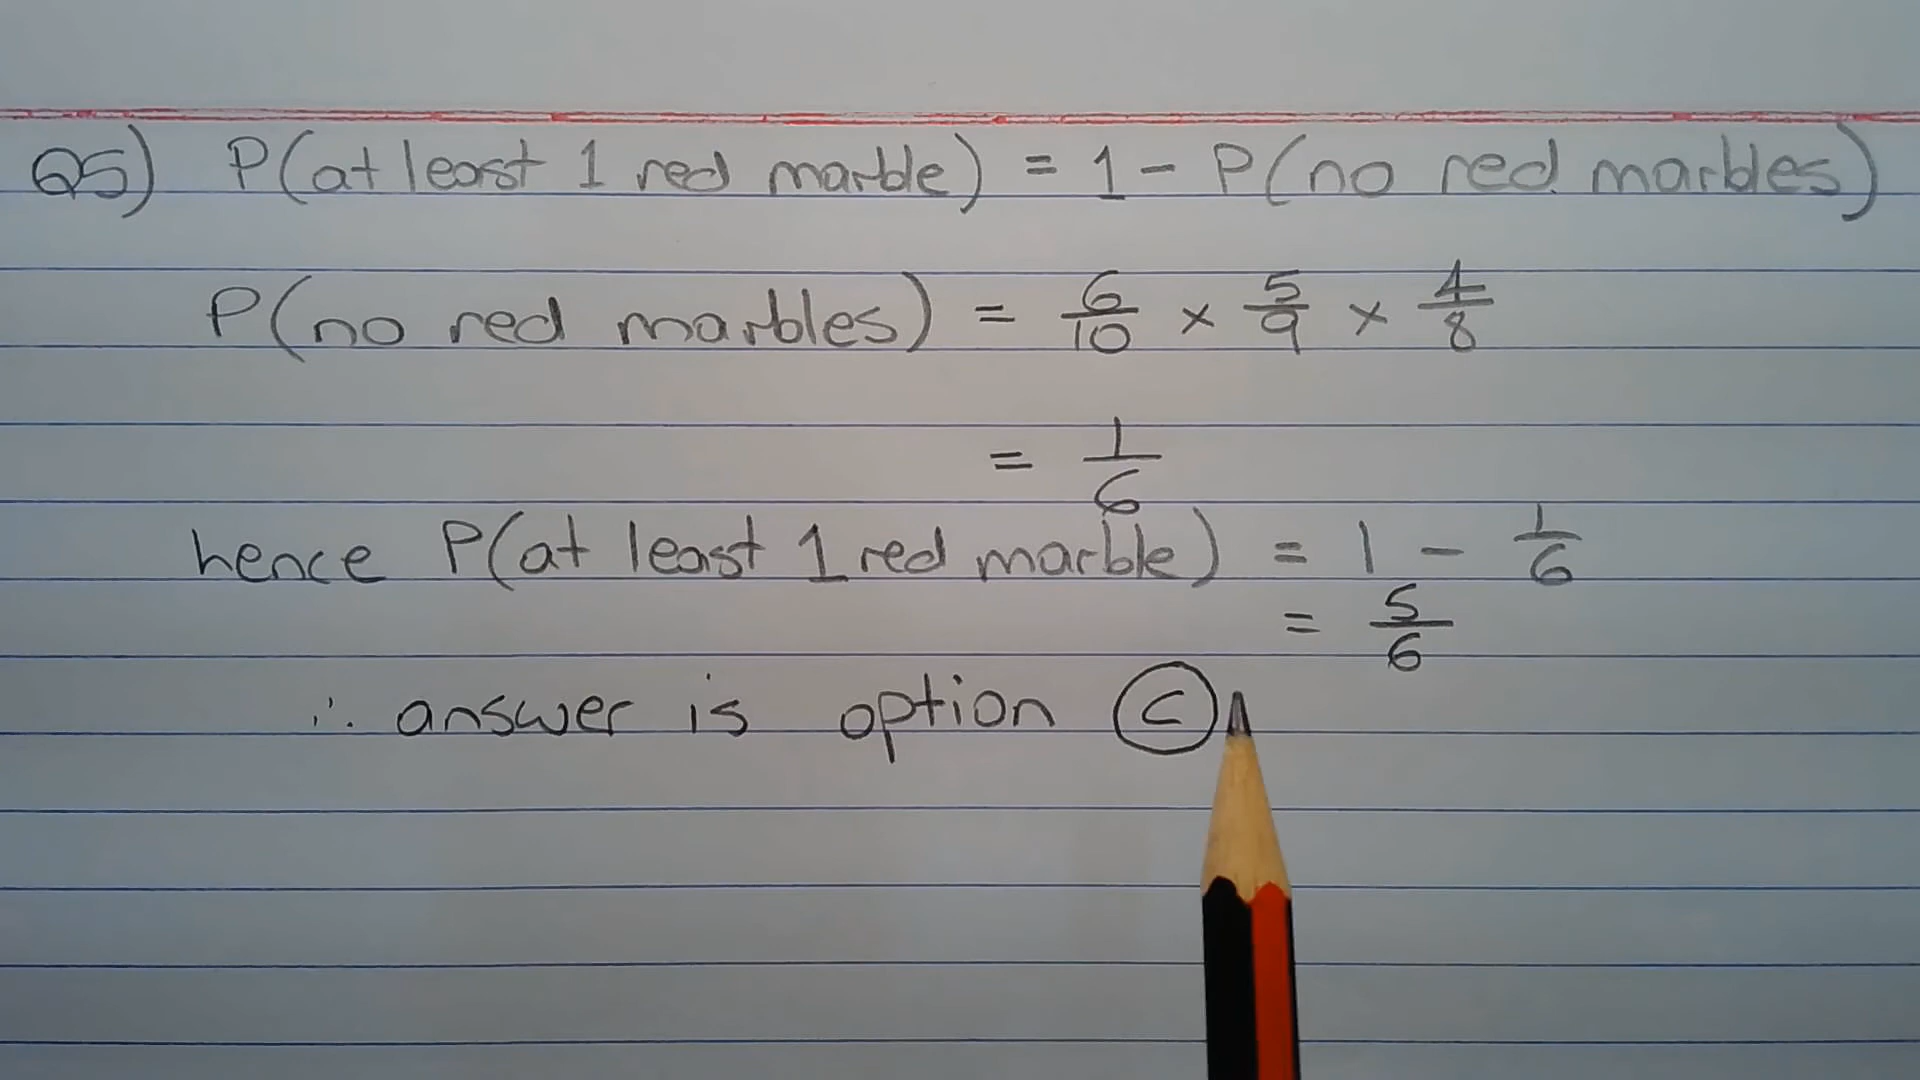 Q5) P(at least 1 red marble) = 1 - P(no red marbles)
P(no red marbles) = 6/10 × 5/9 × 4/8
= 1/6
hence P(at least 1 red marble) = 1 - 1/6
= 5/6
∴ answer is option C